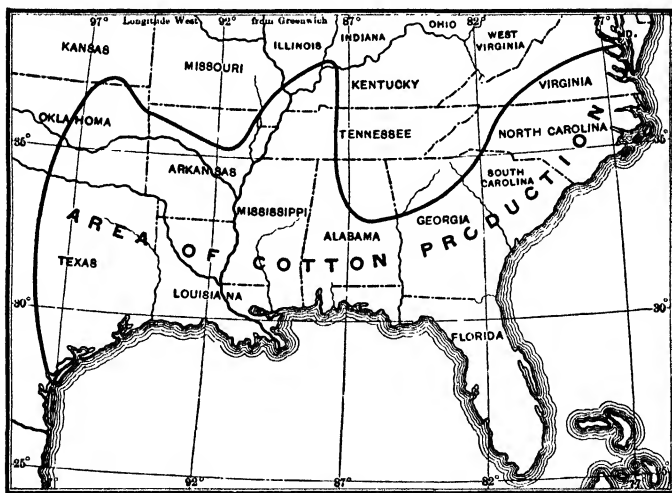 97° Longitude West 92° from Greenwich 87° 82° 77°
KANSAS
MISSOURI
ILLINOIS
INDIANA
OHIO
WEST
VIRGINIA
D.
KENTUCKY
VIRGINIA
OKLAHOMA
TENNESSEE
NORTH CAROLINA
35°
35°
ARKANSAS
SOUTH
CAROLINA
MISSISSIPPI
ALABAMA
GEORGIA
AREA OF COTTON PRODUCTION
TEXAS
LOUISIANA
30°
30°
FLORIDA
25°
92° 87° 82° 77°